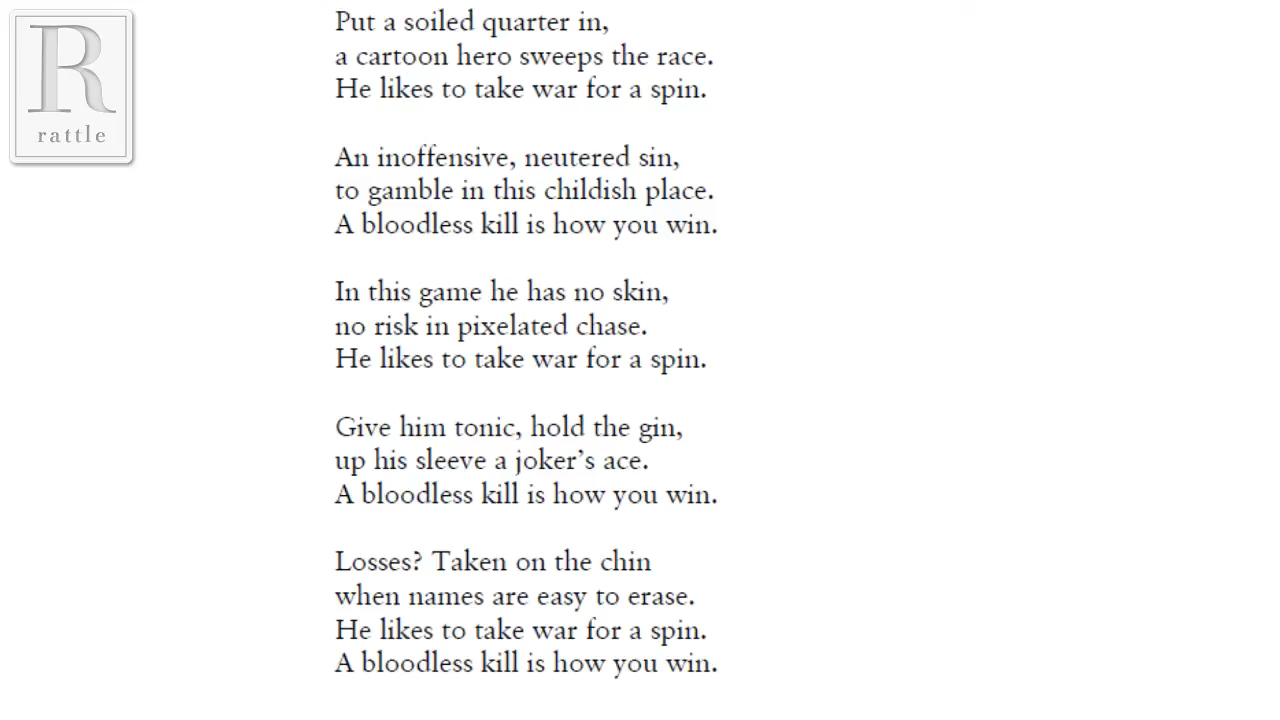 R
rattle
Put a soiled quarter in,
a cartoon hero sweeps the race.
He likes to take war for a spin.
An inoffensive, neutered sin,
to gamble in this childish place.
A bloodless kill is how you win.
In this game he has no skin,
no risk in pixelated chase.
He likes to take war for a spin.
Give him tonic, hold the gin,
up his sleeve a joker’s ace.
A bloodless kill is how you win.
Losses? Taken on the chin
when names are easy to erase.
He likes to take war for a spin.
A bloodless kill is how you win.